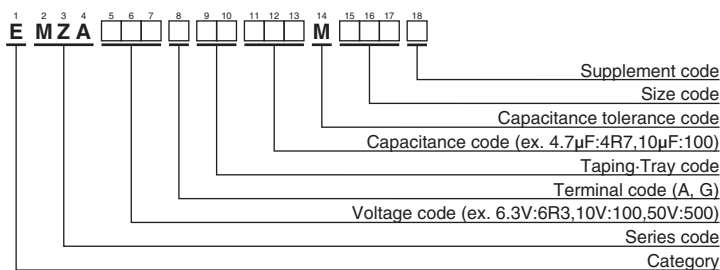 1 2 3 4 5 6 7 8 9 10 11 12 13 14 15 16 17 18
E M Z A M
Supplement code
Size code
Capacitance tolerance code
Capacitance code (ex. 4.7μF:4R7,10μF:100)
Taping·Tray code
Terminal code (A, G)
Voltage code (ex. 6.3V:6R3,10V:100,50V:500)
Series code
Category